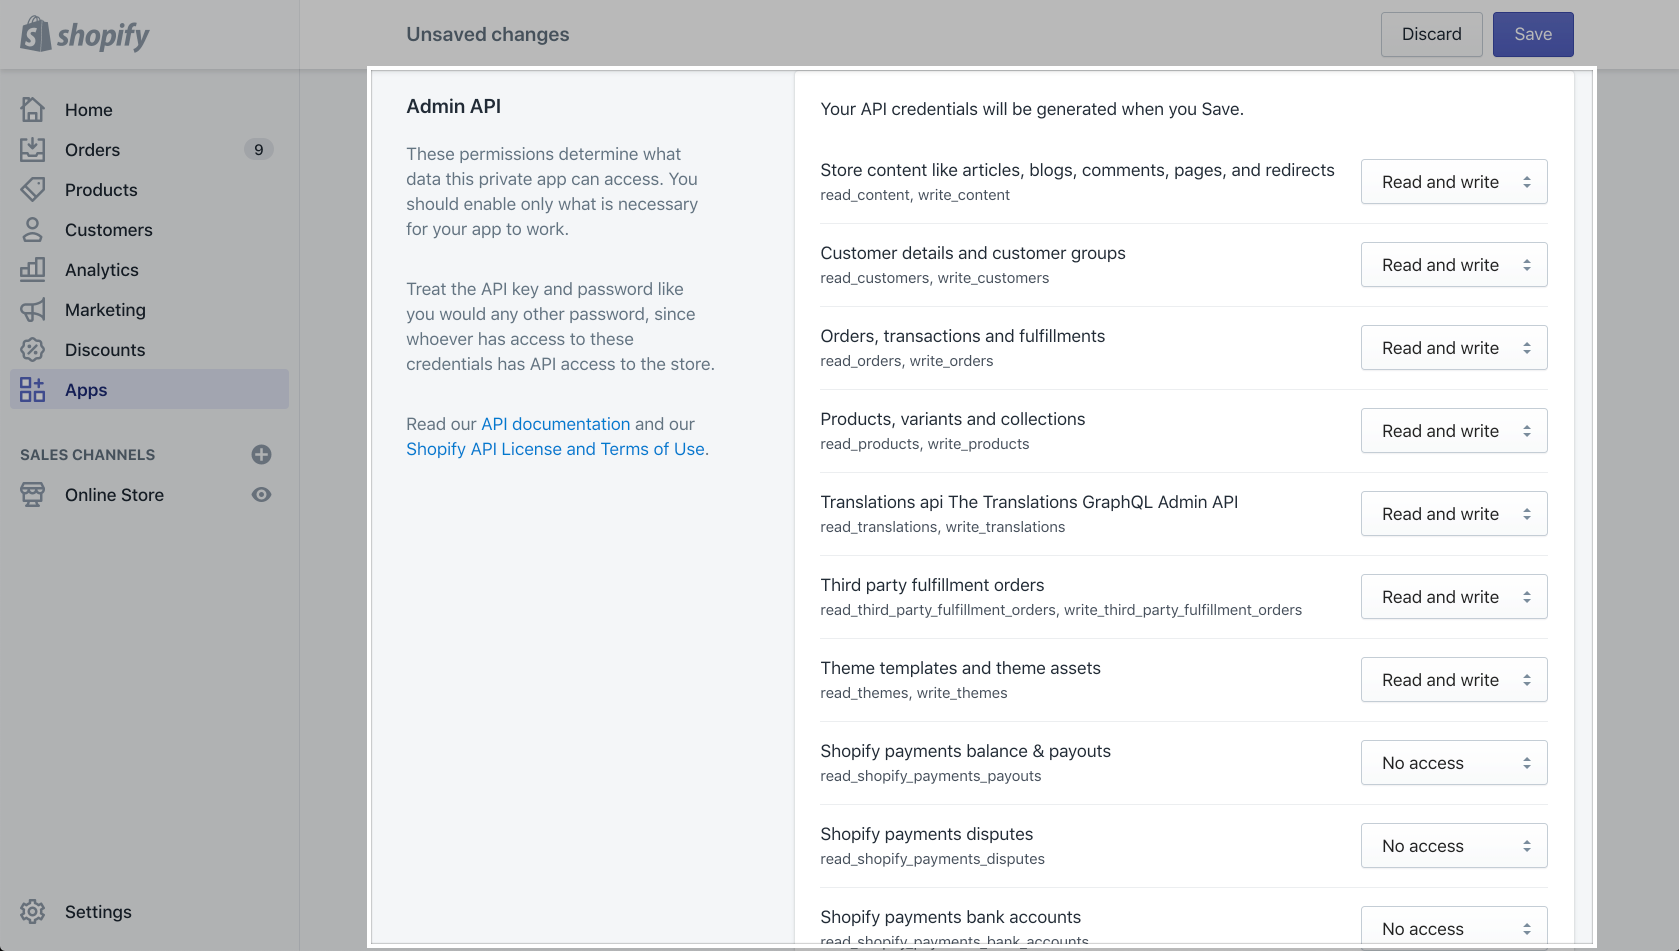 shopify
Unsaved changes
Discard
Save
Home
Orders
9
Products
Customers
Analytics
Marketing
Discounts
Apps
SALES CHANNELS
Online Store
Settings
Admin API
These permissions determine what
data this private app can access. You
should enable only what is necessary
for your app to work.
Treat the API key and password like
you would any other password, since
whoever has access to these
credentials has API access to the store.
Read our API documentation and our
Shopify API License and Terms of Use.
Your API credentials will be generated when you Save.
Store content like articles, blogs, comments, pages, and redirects
read_content, write_content
Read and write
Customer details and customer groups
read_customers, write_customers
Read and write
Orders, transactions and fulfillments
read_orders, write_orders
Read and write
Products, variants and collections
read_products, write_products
Read and write
Translations api The Translations GraphQL Admin API
read_translations, write_translations
Read and write
Third party fulfillment orders
read_third_party_fulfillment_orders, write_third_party_fulfillment_orders
Read and write
Theme templates and theme assets
read_themes, write_themes
Read and write
Shopify payments balance & payouts
read_shopify_payments_payouts
No access
Shopify payments disputes
read_shopify_payments_disputes
No access
Shopify payments bank accounts
read_shopify_payments_bank_accounts
No access